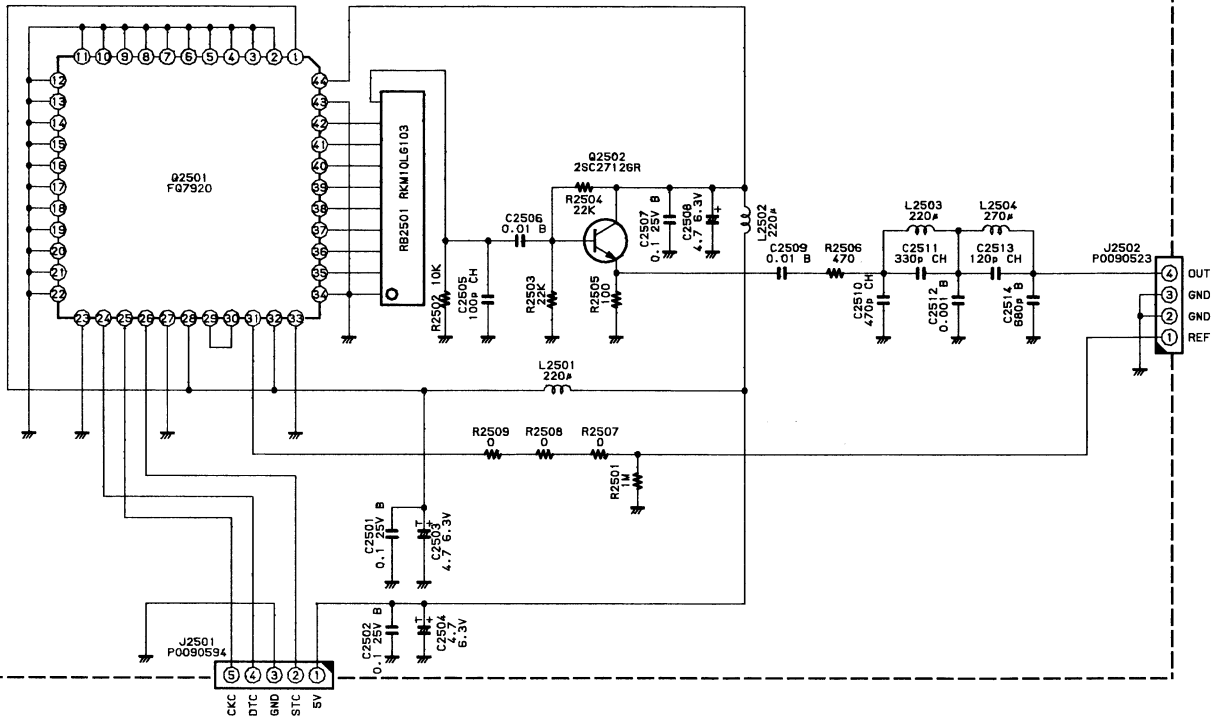 11 10 9 8 7 6 5 4 3 2 1
12
13
14
15
16
17
18
19
20
21
22
44
43
42
41
40
39
38
37
36
35
34
23 24 25 26 27 28 29 30 31 32 33
Q2501
FQ7920
RB2501 RKM10LG103
R2502 10K
C2505
100p CH
C2506
0.01 B
R2503
22K
Q2502
2SC2712GR
R2504
22K
R2505
100
C2507
0.1 25V B
C2508
4.7 6.3V
+
L2502
220μ
C2509
0.01 B
R2506
470
L2503
220μ
L2504
270μ
C2511
330p CH
C2513
120p CH
C2510
470p CH
C2512
0.001 B
C2514
680p B
J2502
P0090523
4 OUT
3 GND
2 GND
1 REF
L2501
220μ
R2509
0
R2508
0
R2507
0
R2501
1M
C2501
0.1 25V B
T +
C2503
4.7 6.3V
C2502
0.1 25V B
T +
C2504
4.7
6.3V
J2501
P0090594
5 4 3 2 1
CKC
DTC
GND
STC
5V